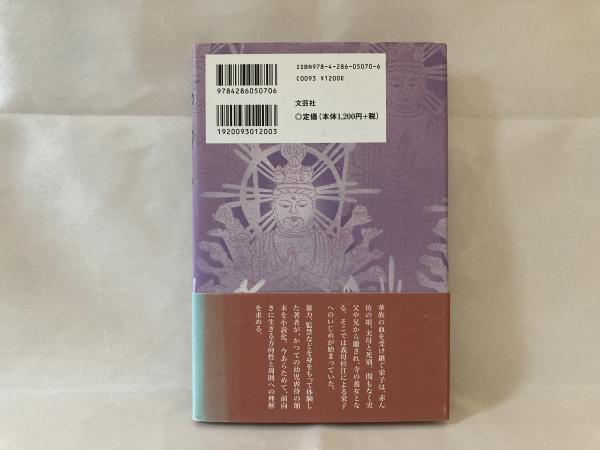 ISBN978-4-286-05070-6
C0093 ¥1200E
9784286050706
文芸社
◎定価(本体1,200円+税)
1920093012003
華族の血を受け継ぐ栄子は、赤ん
坊の頃、実母と死別、間もなく実
父や兄から離され、寺の養女とな
る。そこでは義母杉江による栄子
へのいじめが始まっていた。
暴力、監禁などを身をもって体験し
た著者が、かつての幼児虐待の顛
末を小説化。今あらためて、前向
きに生きる方向性と周囲への理解
を求める。